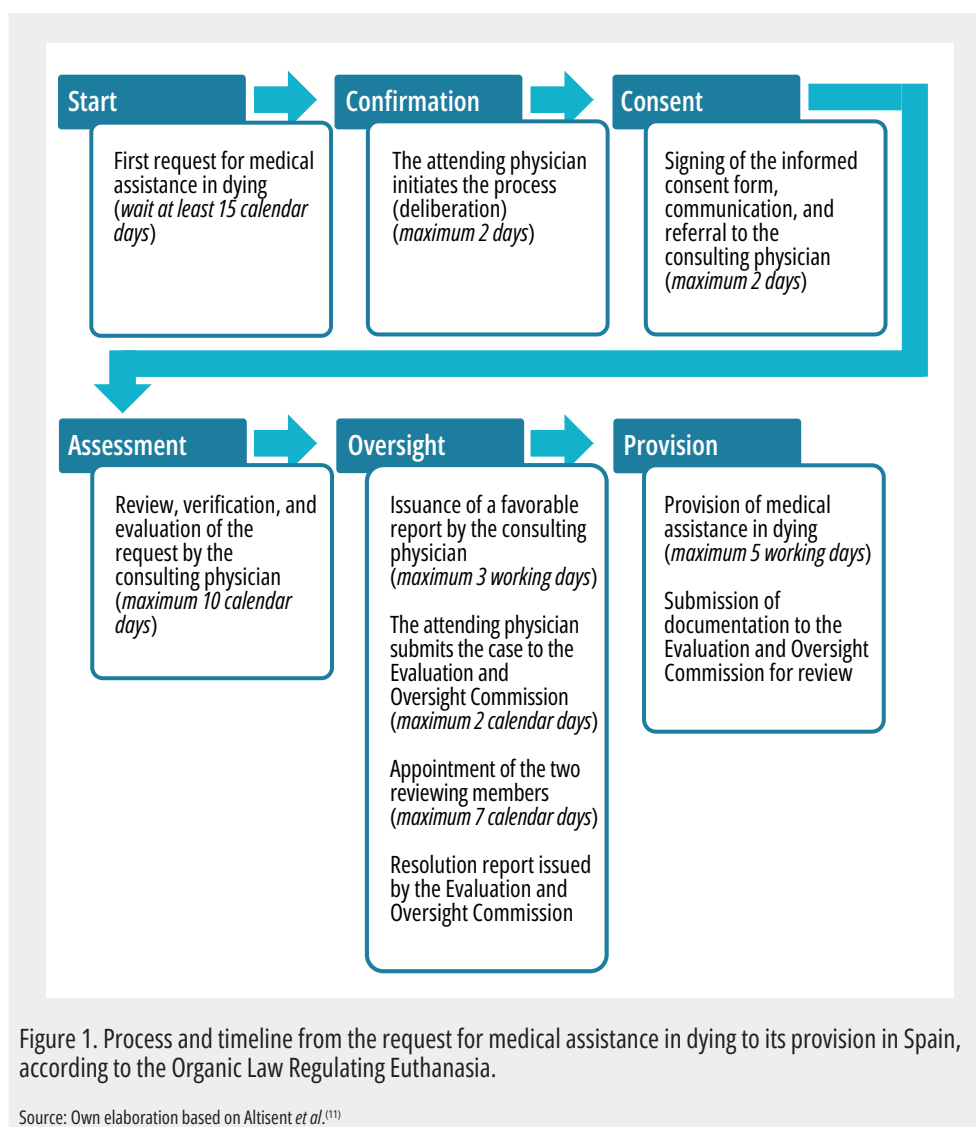 Start
First request for medical
assistance in dying
(wait at least 15 calendar
days)
Confirmation
The attending physician
initiates the process
(deliberation)
(maximum 2 days)
Consent
Signing of the informed
consent form,
communication, and
referral to the
consulting physician
(maximum 2 days)
Assessment
Review, verification, and
evaluation of the
request by the
consulting physician
(maximum 10 calendar
days)
Oversight
Issuance of a favorable
report by the consulting
physician
(maximum 3 working days)
The attending physician
submits the case to the
Evaluation and
Oversight Commission
(maximum 2 calendar days)
Appointment of the two
reviewing members
(maximum 7 calendar days)
Resolution report issued
by the Evaluation and
Oversight Commission
Provision
Provision of medical
assistance in dying
(maximum 5 working days)
Submission of
documentation to the
Evaluation and Oversight
Commission for review
Figure 1. Process and timeline from the request for medical assistance in dying to its provision in Spain,
according to the Organic Law Regulating Euthanasia.
Source: Own elaboration based on Altisent et al.(11)